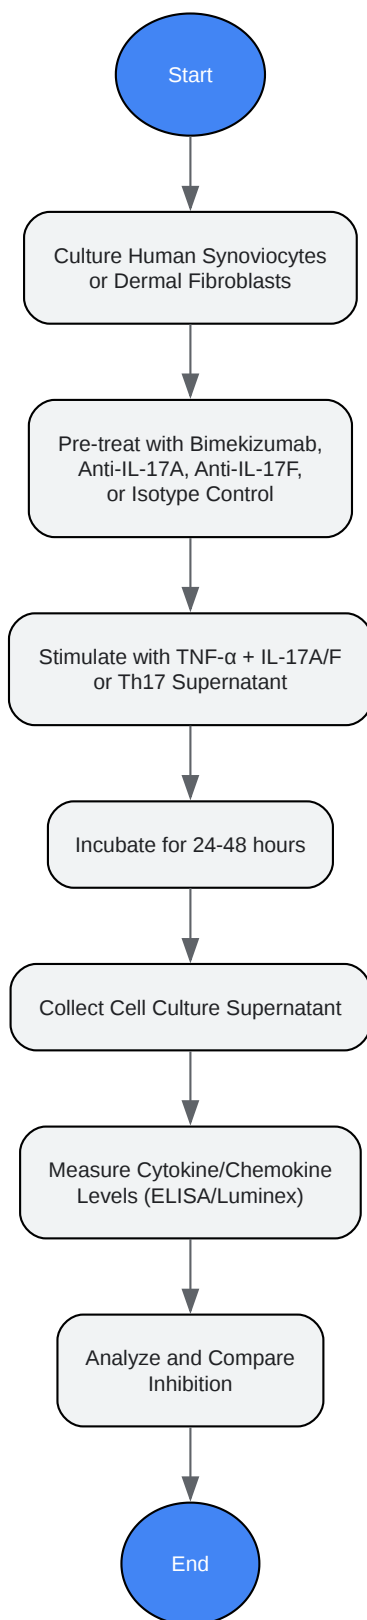 Start
Culture Human Synoviocytes
or Dermal Fibroblasts
Pre-treat with Bimekizumab,
Anti-IL-17A, Anti-IL-17F,
or Isotype Control
Stimulate with TNF-α + IL-17A/F
or Th17 Supernatant
Incubate for 24-48 hours
Collect Cell Culture Supernatant
Measure Cytokine/Chemokine
Levels (ELISA/Luminex)
Analyze and Compare
Inhibition
End